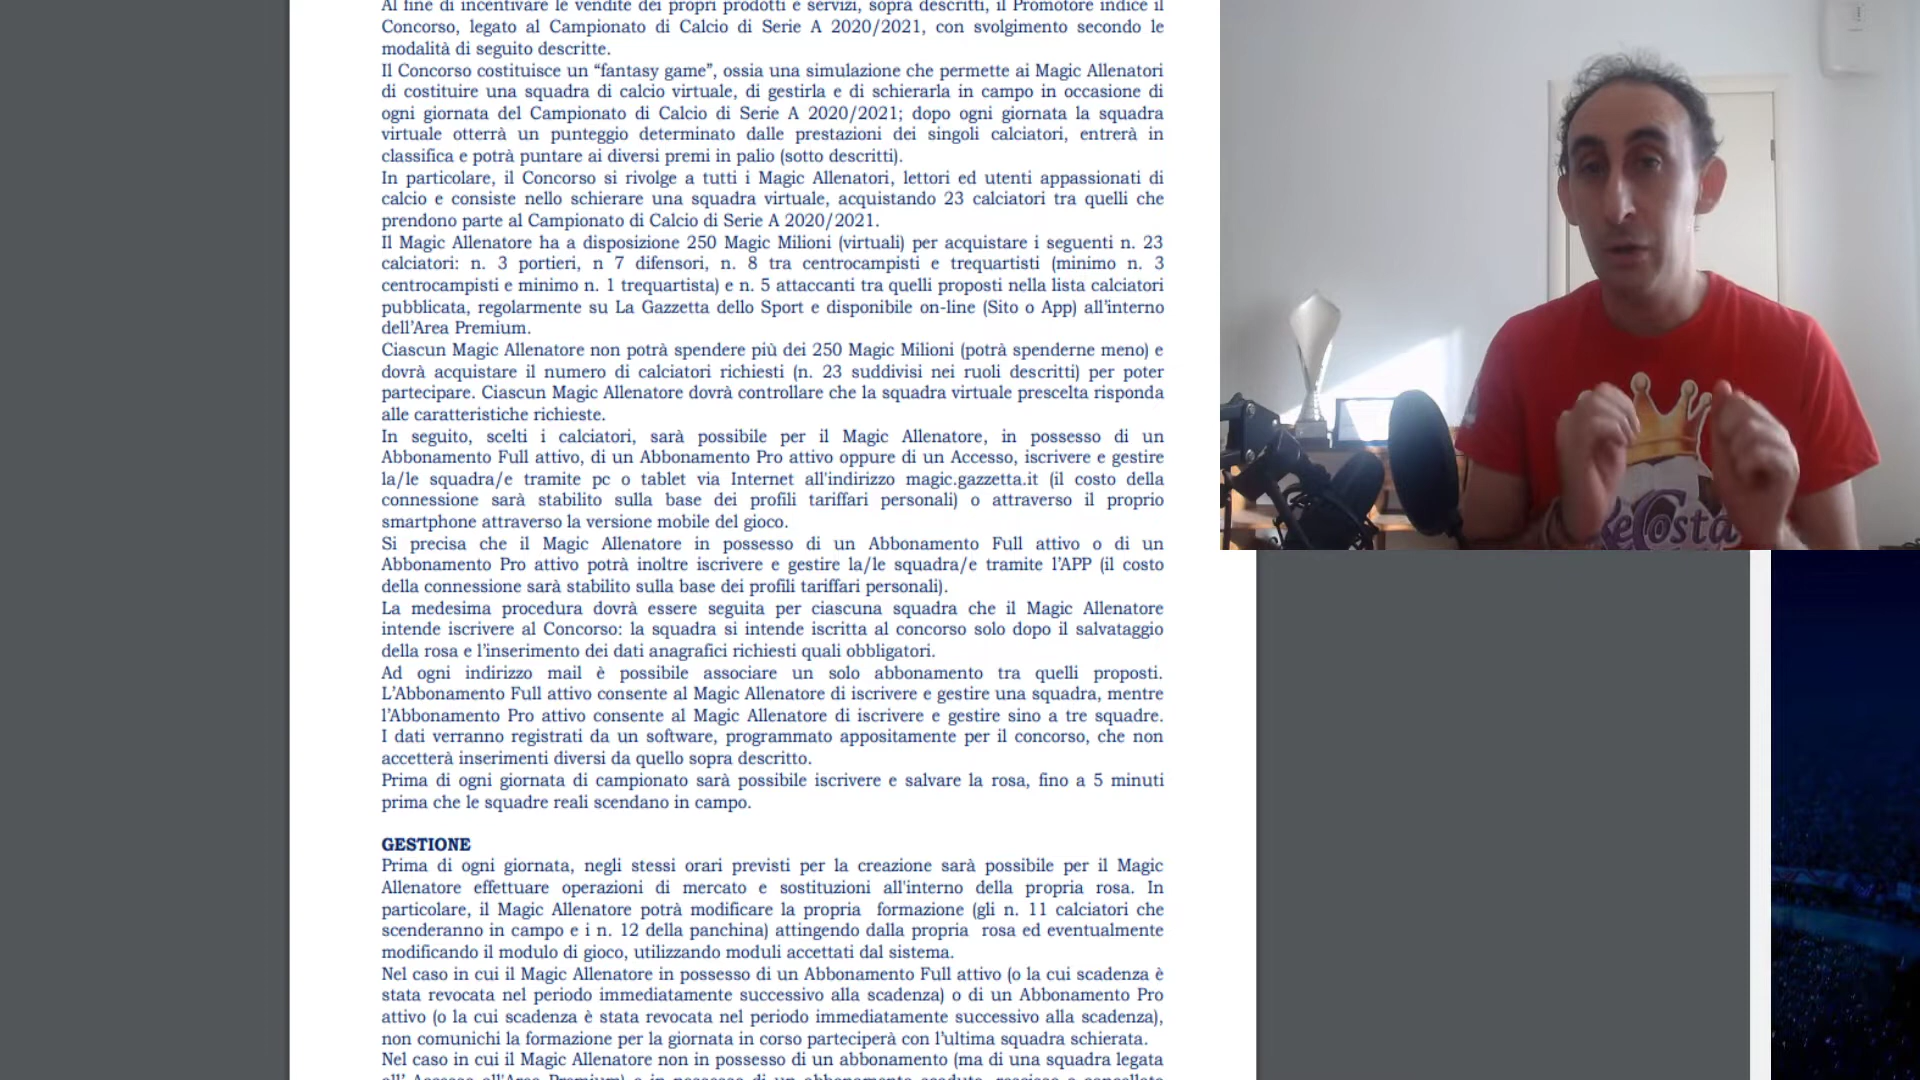 Al fine di incentivare le vendite dei propri prodotti e servizi, sopra descritti, il Promotore indice il
Concorso, legato al Campionato di Calcio di Serie A 2020/2021, con svolgimento secondo le
modalità di seguito descritte.
Il Concorso costituisce un “fantasy game”, ossia una simulazione che permette ai Magic Allenatori
di costituire una squadra di calcio virtuale, di gestirla e di schierarla in campo in occasione di
ogni giornata del Campionato di Calcio di Serie A 2020/2021; dopo ogni giornata la squadra
virtuale otterrà un punteggio determinato dalle prestazioni dei singoli calciatori, entrerà in
classifica e potrà puntare ai diversi premi in palio (sotto descritti).
In particolare, il Concorso si rivolge a tutti i Magic Allenatori, lettori ed utenti appassionati di
calcio e consiste nello schierare una squadra virtuale, acquistando 23 calciatori tra quelli che
prendono parte al Campionato di Calcio di Serie A 2020/2021.
Il Magic Allenatore ha a disposizione 250 Magic Milioni (virtuali) per acquistare i seguenti n. 23
calciatori: n. 3 portieri, n 7 difensori, n. 8 tra centrocampisti e trequartisti (minimo n. 3
centrocampisti e minimo n. 1 trequartista) e n. 5 attaccanti tra quelli proposti nella lista calciatori
pubblicata, regolarmente su La Gazzetta dello Sport e disponibile on-line (Sito o App) all’interno
dell’Area Premium.
Ciascun Magic Allenatore non potrà spendere più dei 250 Magic Milioni (potrà spenderne meno) e
dovrà acquistare il numero di calciatori richiesti (n. 23 suddivisi nei ruoli descritti) per poter
partecipare. Ciascun Magic Allenatore dovrà controllare che la squadra virtuale prescelta risponda
alle caratteristiche richieste.
In seguito, scelti i calciatori, sarà possibile per il Magic Allenatore, in possesso di un
Abbonamento Full attivo, di un Abbonamento Pro attivo oppure di un Accesso, iscrivere e gestire
la/le squadra/e tramite pc o tablet via Internet all'indirizzo magic.gazzetta.it (il costo della
connessione sarà stabilito sulla base dei profili tariffari personali) o attraverso il proprio
smartphone attraverso la versione mobile del gioco.
Si precisa che il Magic Allenatore in possesso di un Abbonamento Full attivo o di un
Abbonamento Pro attivo potrà inoltre iscrivere e gestire la/le squadra/e tramite l’APP (il costo
della connessione sarà stabilito sulla base dei profili tariffari personali).
La medesima procedura dovrà essere seguita per ciascuna squadra che il Magic Allenatore
intende iscrivere al Concorso: la squadra si intende iscritta al concorso solo dopo il salvataggio
della rosa e l’inserimento dei dati anagrafici richiesti quali obbligatori.
Ad ogni indirizzo mail è possibile associare un solo abbonamento tra quelli proposti.
L’Abbonamento Full attivo consente al Magic Allenatore di iscrivere e gestire una squadra, mentre
l’Abbonamento Pro attivo consente al Magic Allenatore di iscrivere e gestire sino a tre squadre.
I dati verranno registrati da un software, programmato appositamente per il concorso, che non
accetterà inserimenti diversi da quello sopra descritto.
Prima di ogni giornata di campionato sarà possibile iscrivere e salvare la rosa, fino a 5 minuti
prima che le squadre reali scendano in campo.
GESTIONE
Prima di ogni giornata, negli stessi orari previsti per la creazione sarà possibile per il Magic
Allenatore effettuare operazioni di mercato e sostituzioni all'interno della propria rosa. In
particolare, il Magic Allenatore potrà modificare la propria formazione (gli n. 11 calciatori che
scenderanno in campo e i n. 12 della panchina) attingendo dalla propria rosa ed eventualmente
modificando il modulo di gioco, utilizzando moduli accettati dal sistema.
Nel caso in cui il Magic Allenatore in possesso di un Abbonamento Full attivo (o la cui scadenza è
stata revocata nel periodo immediatamente successivo alla scadenza) o di un Abbonamento Pro
attivo (o la cui scadenza è stata revocata nel periodo immediatamente successivo alla scadenza),
non comunichi la formazione per la giornata in corso parteciperà con l’ultima squadra schierata.
Nel caso in cui il Magic Allenatore non in possesso di un abbonamento (ma di una squadra legata